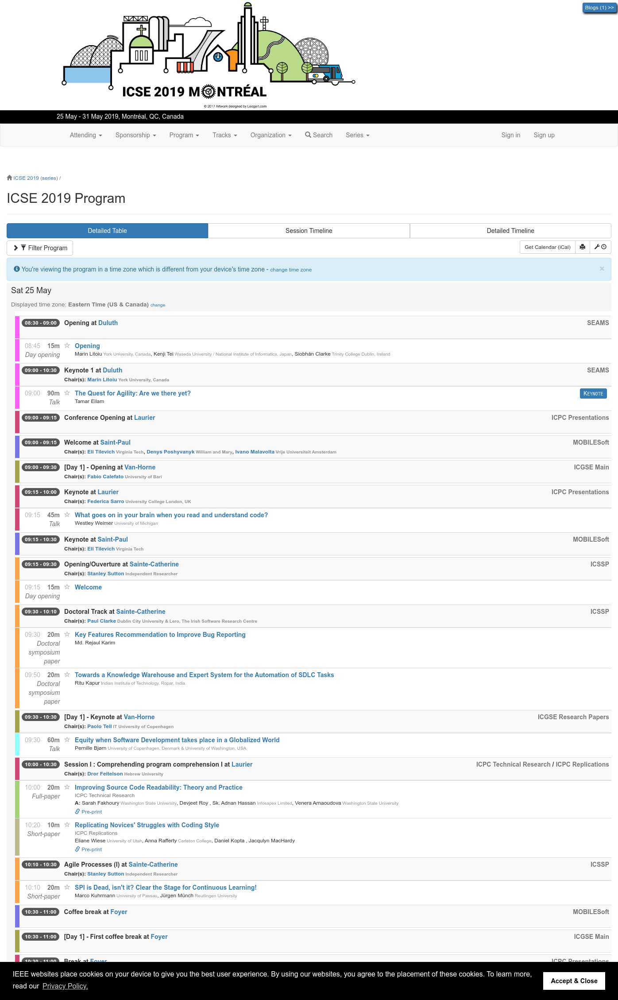 Blogs (1) >>
ICSE 2019 MONTRÉAL
© 2017 Artwork designed by Loogart.com
25 May - 31 May 2019, Montréal, QC, Canada
Attending Sponsorship Program Tracks Organization Search Series Sign in Sign up
ICSE 2019 (series) /
ICSE 2019 Program
Detailed Table Session Timeline Detailed Timeline
Filter Program Get Calendar (iCal)
You're viewing the program in a time zone which is different from your device's time zone - change time zone ×
Sat 25 May
Displayed time zone: Eastern Time (US & Canada) change
08:30 - 09:00 Opening at Duluth SEAMS
08:45 15m Opening
Day opening Marin Litoiu York University, Canada, Kenji Tei Waseda University / National Institute of Informatics, Japan, Siobhán Clarke Trinity College Dublin, Ireland
09:00 - 10:30 Keynote 1 at Duluth SEAMS
Chair(s): Marin Litoiu York University, Canada
09:00 90m The Quest for Agility: Are we there yet? Keynote
Talk Tamar Eilam
09:00 - 09:15 Conference Opening at Laurier ICPC Presentations
09:00 - 09:15 Welcome at Saint-Paul MOBILESoft
Chair(s): Eli Tilevich Virginia Tech, Denys Poshyvanyk William and Mary, Ivano Malavolta Vrije Universiteit Amsterdam
09:00 - 09:30 [Day 1] - Opening at Van-Horne ICGSE Main
Chair(s): Fabio Calefato University of Bari
09:15 - 10:00 Keynote at Laurier ICPC Presentations
Chair(s): Federica Sarro University College London, UK
09:15 45m What goes on in your brain when you read and understand code?
Talk Westley Weimer University of Michigan
09:15 - 10:30 Keynote at Saint-Paul MOBILESoft
Chair(s): Eli Tilevich Virginia Tech
09:15 - 09:30 Opening/Ouverture at Sainte-Catherine ICSSP
Chair(s): Stanley Sutton Independent Researcher
09:15 15m Welcome
Day opening
09:30 - 10:10 Doctoral Track at Sainte-Catherine ICSSP
Chair(s): Paul Clarke Dublin City University & Lero, The Irish Software Research Centre
09:30 20m Key Features Recommendation to Improve Bug Reporting
Doctoral Md. Rejaul Karim
symposium
paper
09:50 20m Towards a Knowledge Warehouse and Expert System for the Automation of SDLC Tasks
Doctoral Ritu Kapur Indian Institute of Technology, Ropar, India.
symposium
paper
09:30 - 10:30 [Day 1] - Keynote at Van-Horne ICGSE Research Papers
Chair(s): Paolo Tell IT University of Copenhagen
09:30 60m Equity when Software Development takes place in a Globalized World
Talk Pernille Bjørn University of Copenhagen, Denmark & University of Washington, USA
10:00 - 10:30 Session I : Comprehending program comprehension I at Laurier ICPC Technical Research / ICPC Replications
Chair(s): Dror Feitelson Hebrew University
10:00 20m Improving Source Code Readability: Theory and Practice
Full-paper ICPC Technical Research
A: Sarah Fakhoury Washington State University, Devjeet Roy , Sk. Adnan Hassan Infosapex Limited, Venera Arnaoudova Washington State University
Pre-print
10:20 10m Replicating Novices' Struggles with Coding Style
Short-paper ICPC Replications
Eliane Wiese University of Utah, Anna Rafferty Carleton College, Daniel Kopta , Jacqulyn MacHardy
Pre-print
10:10 - 10:30 Agile Processes (I) at Sainte-Catherine ICSSP
Chair(s): Stanley Sutton Independent Researcher
10:10 20m SPI is Dead, isn't it? Clear the Stage for Continuous Learning!
Short-paper Marco Kuhrmann University of Passau, Jürgen Münch Reutlingen University
10:30 - 11:00 Coffee break at Foyer MOBILESoft
10:30 - 11:00 [Day 1] - First coffee break at Foyer ICGSE Main
10:30 - 11:00 Break at Foyer ICPC Presentations
IEEE websites place cookies on your device to give you the best user experience. By using our websites, you agree to the placement of these cookies. To learn more,
read our Privacy Policy. Accept & Close